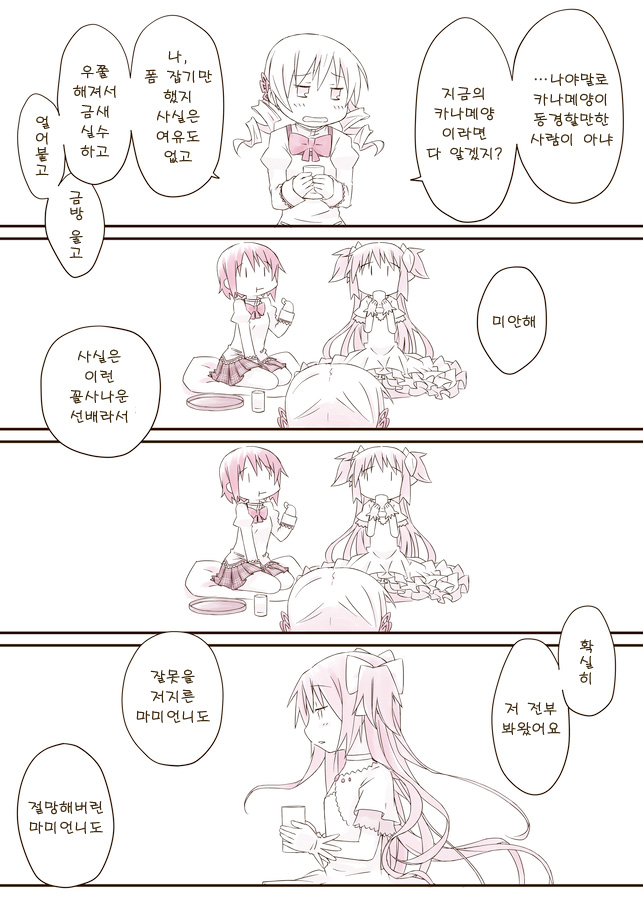 …나야말로
카나메양이
동경할만한
사람이 아냐
지금의
카나메양
이라면
다 알겠지?
나,
폼 잡기만
했지
사실은
여유도
없고
우쭐
해져서
금새
실수
하고
얼어붙고
금방 울고
미안해
사실은
이런
꼴사나운
선배라서
확실히
저 전부
봐왔어요
잘못을
저지른
마미언니도
절망해버린
마미언니도